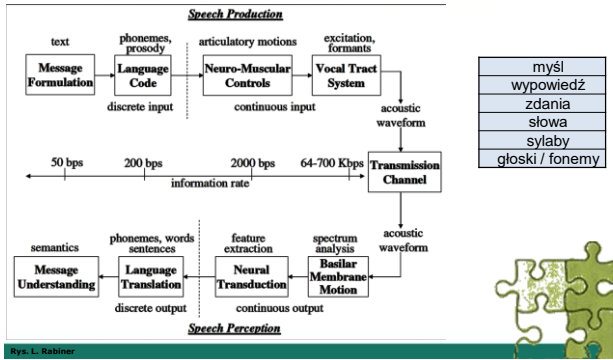 Speech Production
text
phonemes,
prosody
articulatory motions
excitation,
formants
Message
Formulation
Language
Code
Neuro-Muscular
Controls
Vocal Tract
System
discrete input
continuous input
acoustic
waveform
50 bps
200 bps
2000 bps
64-700 Kbps
information rate
Transmission
Channel
acoustic
waveform
semantics
phonemes, words
sentences
feature
extraction
spectrum
analysis
Message
Understanding
Language
Translation
Neural
Transduction
Basilar
Membrane
Motion
discrete output
continuous output
Speech Perception
myśl
wypowiedź
zdania
słowa
sylaby
głoski / fonemy
Rys. L. Rabiner